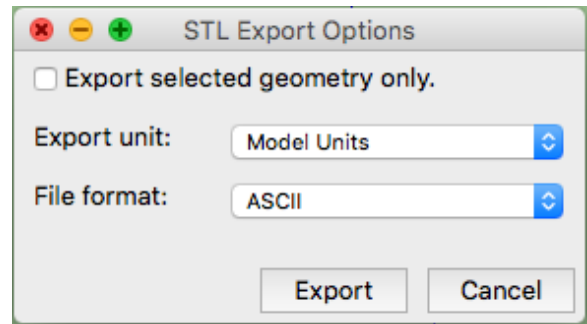 STL Export Options
Export selected geometry only.
Export unit: Model Units
File format: ASCII
Export Cancel